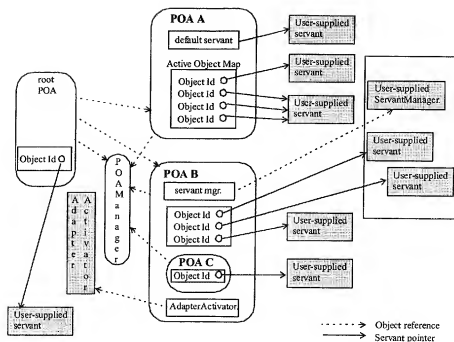 POA A
default servant
Active Object Map
Object Id
Object Id
Object Id
Object Id
User-supplied
servant
User-supplied
servant
User-supplied
servant
User-supplied
ServantManager
User-supplied
servant
User-supplied
servant
root
POA
Object Id
POAManager
Adapter
Activator
POA B
servant mgr.
Object Id
Object Id
Object Id
User-supplied
servant
POA C
Object Id
User-supplied
servant
AdapterActivator
User-supplied
servant
Object reference
Servant pointer